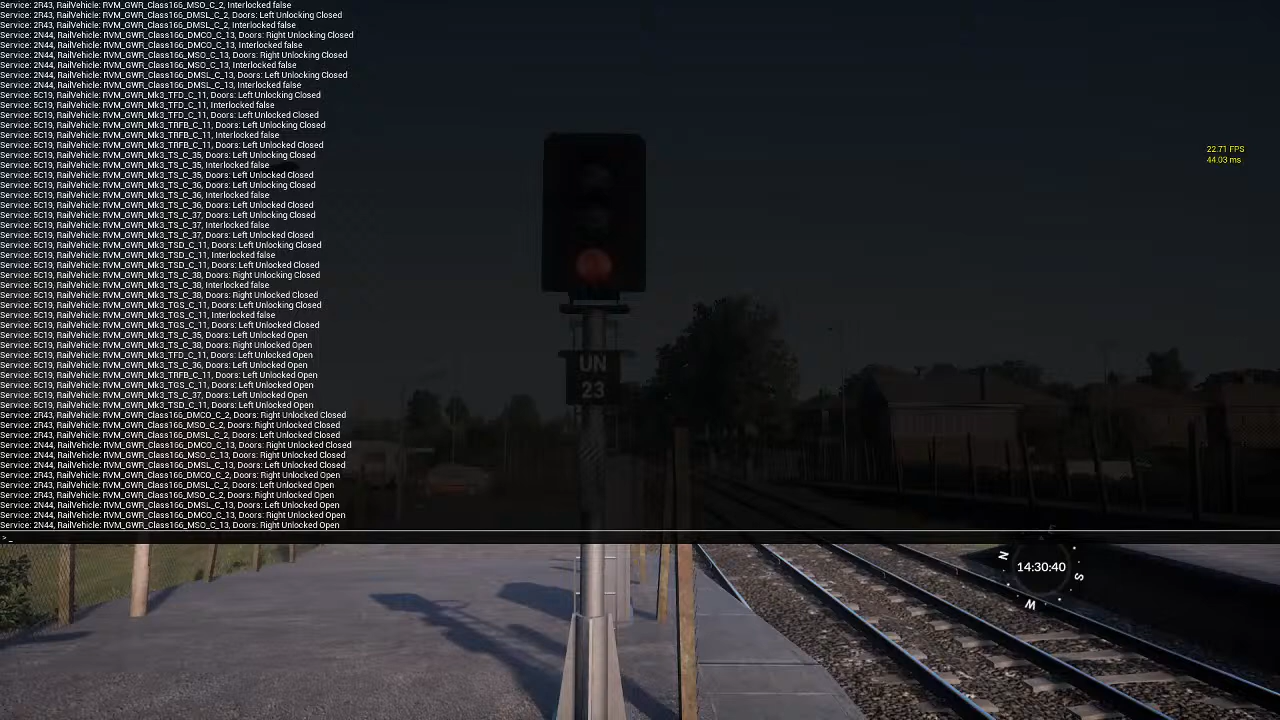 Service: 2R43, RailVehicle: RVM_GWR_Class166_MSO_C_2, Interlocked false
Service: 2R43, RailVehicle: RVM_GWR_Class166_DMSL_C_2, Doors: Left Unlocking Closed
Service: 2R43, RailVehicle: RVM_GWR_Class166_DMSL_C_2, Interlocked false
Service: 2N44, RailVehicle: RVM_GWR_Class166_DMCO_C_13, Doors: Right Unlocking Closed
Service: 2N44, RailVehicle: RVM_GWR_Class166_DMCO_C_13, Interlocked false
Service: 2N44, RailVehicle: RVM_GWR_Class166_MSO_C_13, Doors: Right Unlocking Closed
Service: 2N44, RailVehicle: RVM_GWR_Class166_MSO_C_13, Interlocked false
Service: 2N44, RailVehicle: RVM_GWR_Class166_DMSL_C_13, Doors: Left Unlocking Closed
Service: 2N44, RailVehicle: RVM_GWR_Class166_DMSL_C_13, Interlocked false
Service: 5C19, RailVehicle: RVM_GWR_Mk3_TFD_C_11, Doors: Left Unlocking Closed
Service: 5C19, RailVehicle: RVM_GWR_Mk3_TFD_C_11, Interlocked false
Service: 5C19, RailVehicle: RVM_GWR_Mk3_TFD_C_11, Doors: Left Unlocked Closed
Service: 5C19, RailVehicle: RVM_GWR_Mk3_TRFB_C_11, Doors: Left Unlocking Closed
Service: 5C19, RailVehicle: RVM_GWR_Mk3_TRFB_C_11, Interlocked false
Service: 5C19, RailVehicle: RVM_GWR_Mk3_TRFB_C_11, Doors: Left Unlocked Closed
Service: 5C19, RailVehicle: RVM_GWR_Mk3_TS_C_35, Doors: Left Unlocking Closed
Service: 5C19, RailVehicle: RVM_GWR_Mk3_TS_C_35, Interlocked false
Service: 5C19, RailVehicle: RVM_GWR_Mk3_TS_C_35, Doors: Left Unlocked Closed
Service: 5C19, RailVehicle: RVM_GWR_Mk3_TS_C_36, Doors: Left Unlocking Closed
Service: 5C19, RailVehicle: RVM_GWR_Mk3_TS_C_36, Interlocked false
Service: 5C19, RailVehicle: RVM_GWR_Mk3_TS_C_36, Doors: Left Unlocked Closed
Service: 5C19, RailVehicle: RVM_GWR_Mk3_TS_C_37, Doors: Left Unlocking Closed
Service: 5C19, RailVehicle: RVM_GWR_Mk3_TS_C_37, Interlocked false
Service: 5C19, RailVehicle: RVM_GWR_Mk3_TS_C_37, Doors: Left Unlocked Closed
Service: 5C19, RailVehicle: RVM_GWR_Mk3_TSD_C_11, Doors: Left Unlocking Closed
Service: 5C19, RailVehicle: RVM_GWR_Mk3_TSD_C_11, Interlocked false
Service: 5C19, RailVehicle: RVM_GWR_Mk3_TSD_C_11, Doors: Left Unlocked Closed
Service: 5C19, RailVehicle: RVM_GWR_Mk3_TS_C_38, Doors: Right Unlocking Closed
Service: 5C19, RailVehicle: RVM_GWR_Mk3_TS_C_38, Interlocked false
Service: 5C19, RailVehicle: RVM_GWR_Mk3_TS_C_38, Doors: Right Unlocked Closed
Service: 5C19, RailVehicle: RVM_GWR_Mk3_TGS_C_11, Doors: Left Unlocking Closed
Service: 5C19, RailVehicle: RVM_GWR_Mk3_TGS_C_11, Interlocked false
Service: 5C19, RailVehicle: RVM_GWR_Mk3_TGS_C_11, Doors: Left Unlocked Closed
Service: 5C19, RailVehicle: RVM_GWR_Mk3_TS_C_35, Doors: Left Unlocked Open
Service: 5C19, RailVehicle: RVM_GWR_Mk3_TS_C_38, Doors: Right Unlocked Open
Service: 5C19, RailVehicle: RVM_GWR_Mk3_TFD_C_11, Doors: Left Unlocked Open
Service: 5C19, RailVehicle: RVM_GWR_Mk3_TS_C_36, Doors: Left Unlocked Open
Service: 5C19, RailVehicle: RVM_GWR_Mk3_TRFB_C_11, Doors: Left Unlocked Open
Service: 5C19, RailVehicle: RVM_GWR_Mk3_TGS_C_11, Doors: Left Unlocked Open
Service: 5C19, RailVehicle: RVM_GWR_Mk3_TS_C_37, Doors: Left Unlocked Open
Service: 5C19, RailVehicle: RVM_GWR_Mk3_TSD_C_11, Doors: Left Unlocked Open
Service: 2R43, RailVehicle: RVM_GWR_Class166_DMCO_C_2, Doors: Right Unlocked Closed
Service: 2R43, RailVehicle: RVM_GWR_Class166_MSO_C_2, Doors: Right Unlocked Closed
Service: 2R43, RailVehicle: RVM_GWR_Class166_DMSL_C_2, Doors: Left Unlocked Closed
Service: 2N44, RailVehicle: RVM_GWR_Class166_DMCO_C_13, Doors: Right Unlocked Closed
Service: 2N44, RailVehicle: RVM_GWR_Class166_MSO_C_13, Doors: Right Unlocked Closed
Service: 2N44, RailVehicle: RVM_GWR_Class166_DMSL_C_13, Doors: Left Unlocked Closed
Service: 2R43, RailVehicle: RVM_GWR_Class166_DMCO_C_2, Doors: Right Unlocked Open
Service: 2R43, RailVehicle: RVM_GWR_Class166_DMSL_C_2, Doors: Left Unlocked Open
Service: 2R43, RailVehicle: RVM_GWR_Class166_MSO_C_2, Doors: Right Unlocked Open
Service: 2N44, RailVehicle: RVM_GWR_Class166_DMSL_C_13, Doors: Left Unlocked Open
Service: 2N44, RailVehicle: RVM_GWR_Class166_DMCO_C_13, Doors: Right Unlocked Open
Service: 2N44, RailVehicle: RVM_GWR_Class166_MSO_C_13, Doors: Right Unlocked Open
> _
22.71 FPS
44.03 ms
UN
23
E
N
14:30:40
S
W